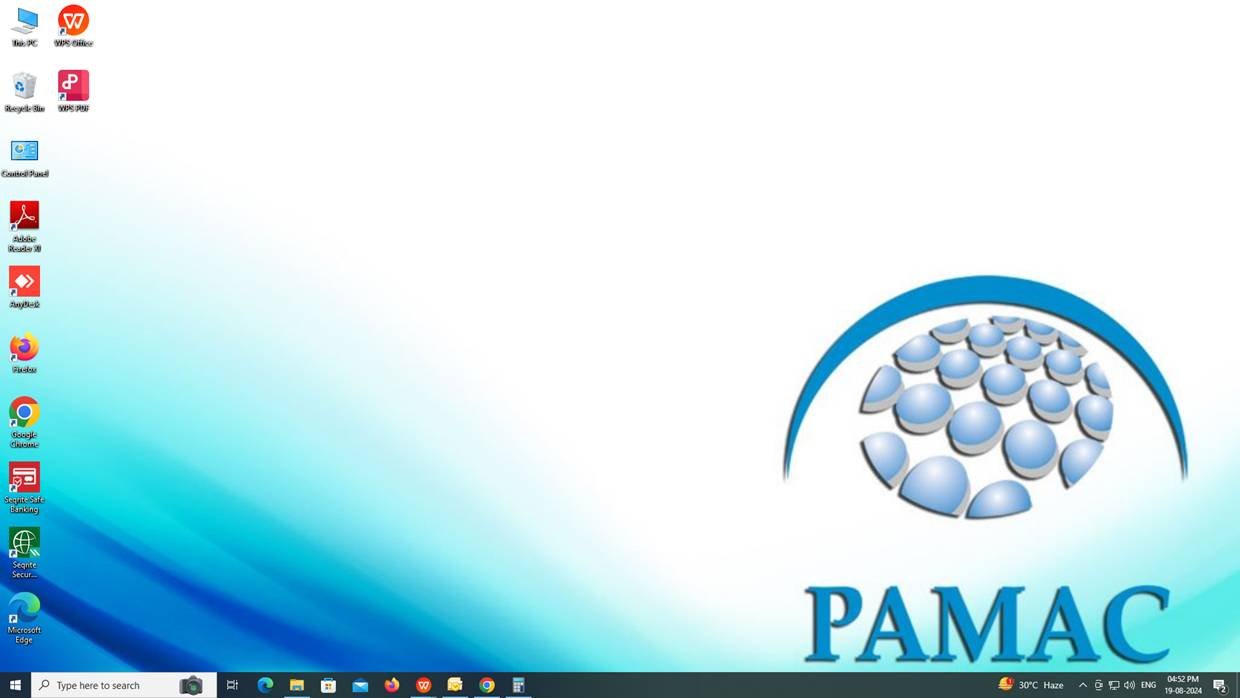 This PC
WPS Office
Recycle Bin
WPS PDF
Control Panel
Adobe
Reader XI
AnyDesk
Firefox
Google
Chrome
Seqrite Safe
Banking
Seqrite
Secur...
Microsoft
Edge
PAMAC
Type here to search
30°C Haze
ENG
04:52 PM
19-08-2024
2